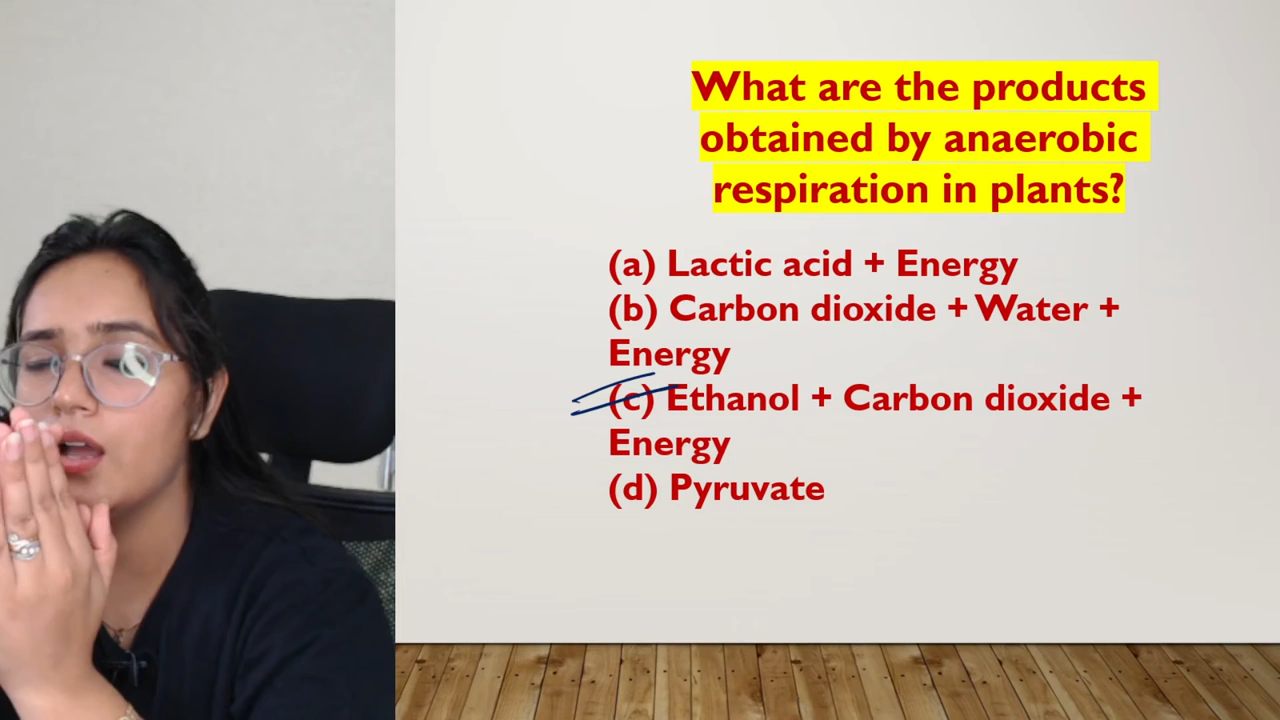 What are the products
obtained by anaerobic
respiration in plants?
(a) Lactic acid + Energy
(b) Carbon dioxide + Water +
Energy
(c) Ethanol + Carbon dioxide +
Energy
(d) Pyruvate